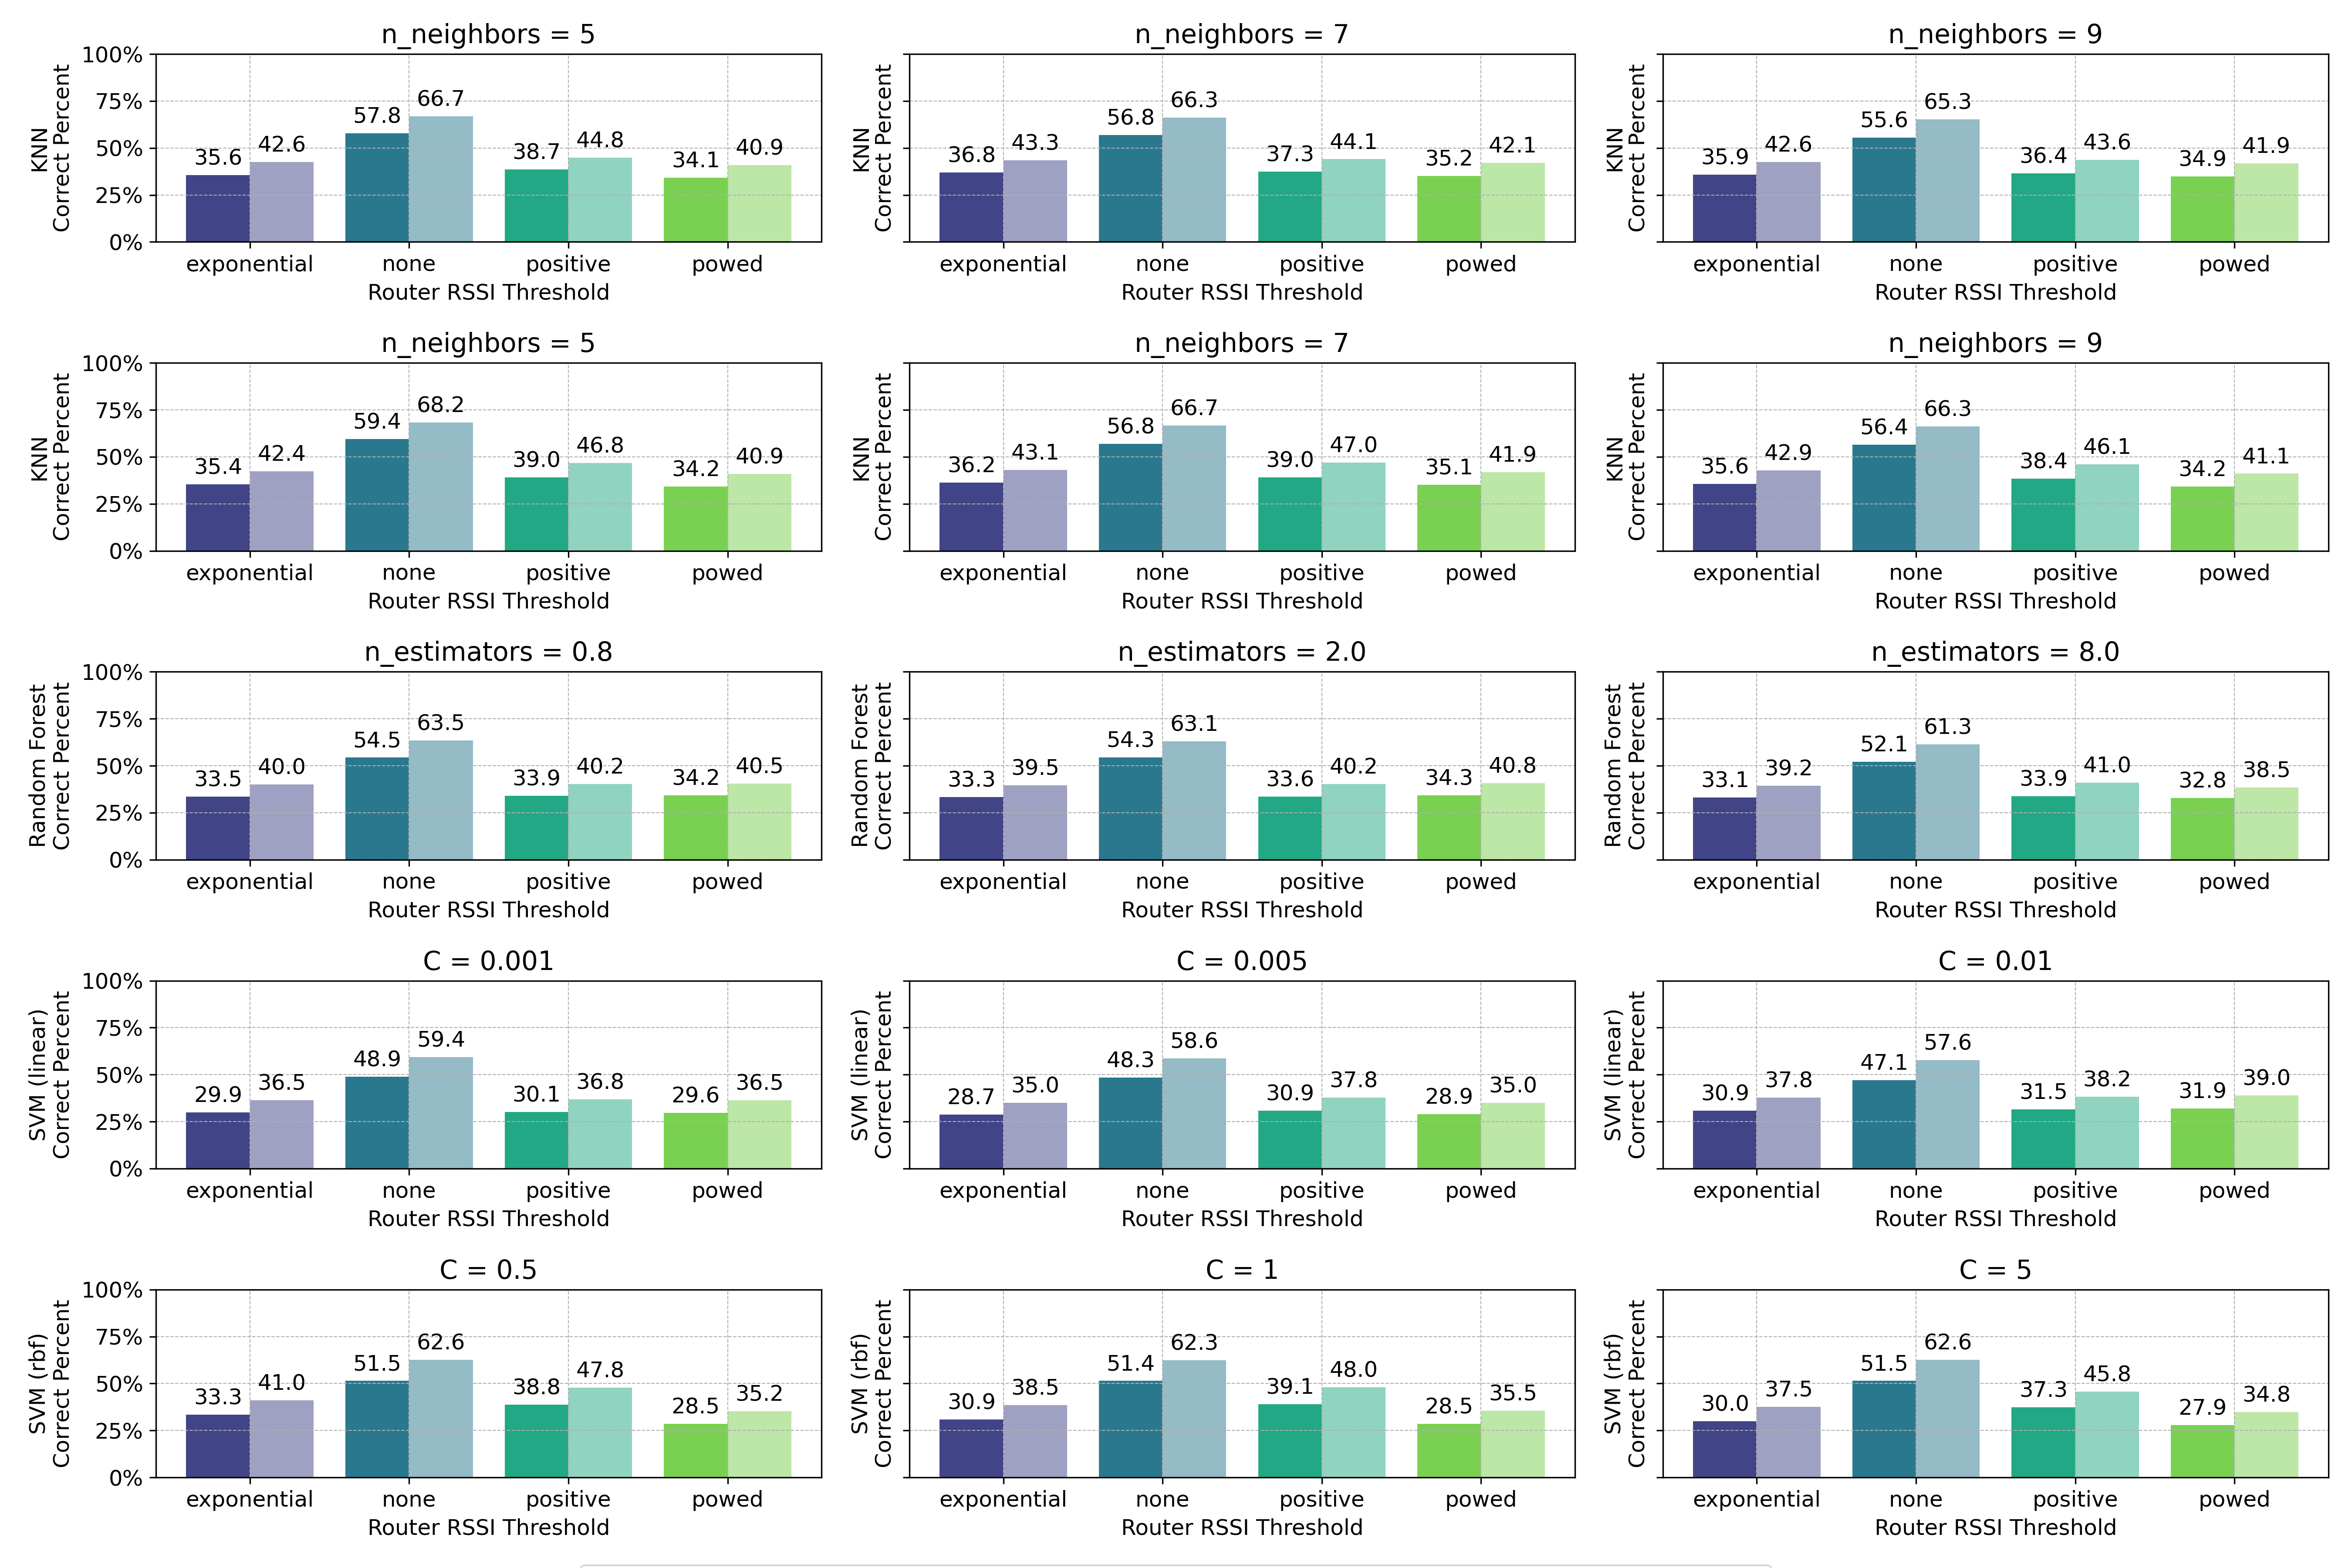 n_neighbors = 5
n_neighbors = 7
n_neighbors = 9
KNN
Correct Percent
100%
75%
50%
25%
0%
35.6 42.6 57.8 66.7 38.7 44.8 34.1 40.9
exponential none positive powed
Router RSSI Threshold
KNN
Correct Percent
36.8 43.3 56.8 66.3 37.3 44.1 35.2 42.1
exponential none positive powed
Router RSSI Threshold
KNN
Correct Percent
35.9 42.6 55.6 65.3 36.4 43.6 34.9 41.9
exponential none positive powed
Router RSSI Threshold
n_neighbors = 5
n_neighbors = 7
n_neighbors = 9
KNN
Correct Percent
100%
75%
50%
25%
0%
35.4 42.4 59.4 68.2 39.0 46.8 34.2 40.9
exponential none positive powed
Router RSSI Threshold
KNN
Correct Percent
36.2 43.1 56.8 66.7 39.0 47.0 35.1 41.9
exponential none positive powed
Router RSSI Threshold
KNN
Correct Percent
35.6 42.9 56.4 66.3 38.4 46.1 34.2 41.1
exponential none positive powed
Router RSSI Threshold
n_estimators = 0.8
n_estimators = 2.0
n_estimators = 8.0
Random Forest
Correct Percent
100%
75%
50%
25%
0%
33.5 40.0 54.5 63.5 33.9 40.2 34.2 40.5
exponential none positive powed
Router RSSI Threshold
Random Forest
Correct Percent
33.3 39.5 54.3 63.1 33.6 40.2 34.3 40.8
exponential none positive powed
Router RSSI Threshold
Random Forest
Correct Percent
33.1 39.2 52.1 61.3 33.9 41.0 32.8 38.5
exponential none positive powed
Router RSSI Threshold
C = 0.001
C = 0.005
C = 0.01
SVM (linear)
Correct Percent
100%
75%
50%
25%
0%
29.9 36.5 48.9 59.4 30.1 36.8 29.6 36.5
exponential none positive powed
Router RSSI Threshold
SVM (linear)
Correct Percent
28.7 35.0 48.3 58.6 30.9 37.8 28.9 35.0
exponential none positive powed
Router RSSI Threshold
SVM (linear)
Correct Percent
30.9 37.8 47.1 57.6 31.5 38.2 31.9 39.0
exponential none positive powed
Router RSSI Threshold
C = 0.5
C = 1
C = 5
SVM (rbf)
Correct Percent
100%
75%
50%
25%
0%
33.3 41.0 51.5 62.6 38.8 47.8 28.5 35.2
exponential none positive powed
Router RSSI Threshold
SVM (rbf)
Correct Percent
30.9 38.5 51.4 62.3 39.1 48.0 28.5 35.5
exponential none positive powed
Router RSSI Threshold
SVM (rbf)
Correct Percent
30.0 37.5 51.5 62.6 37.3 45.8 27.9 34.8
exponential none positive powed
Router RSSI Threshold